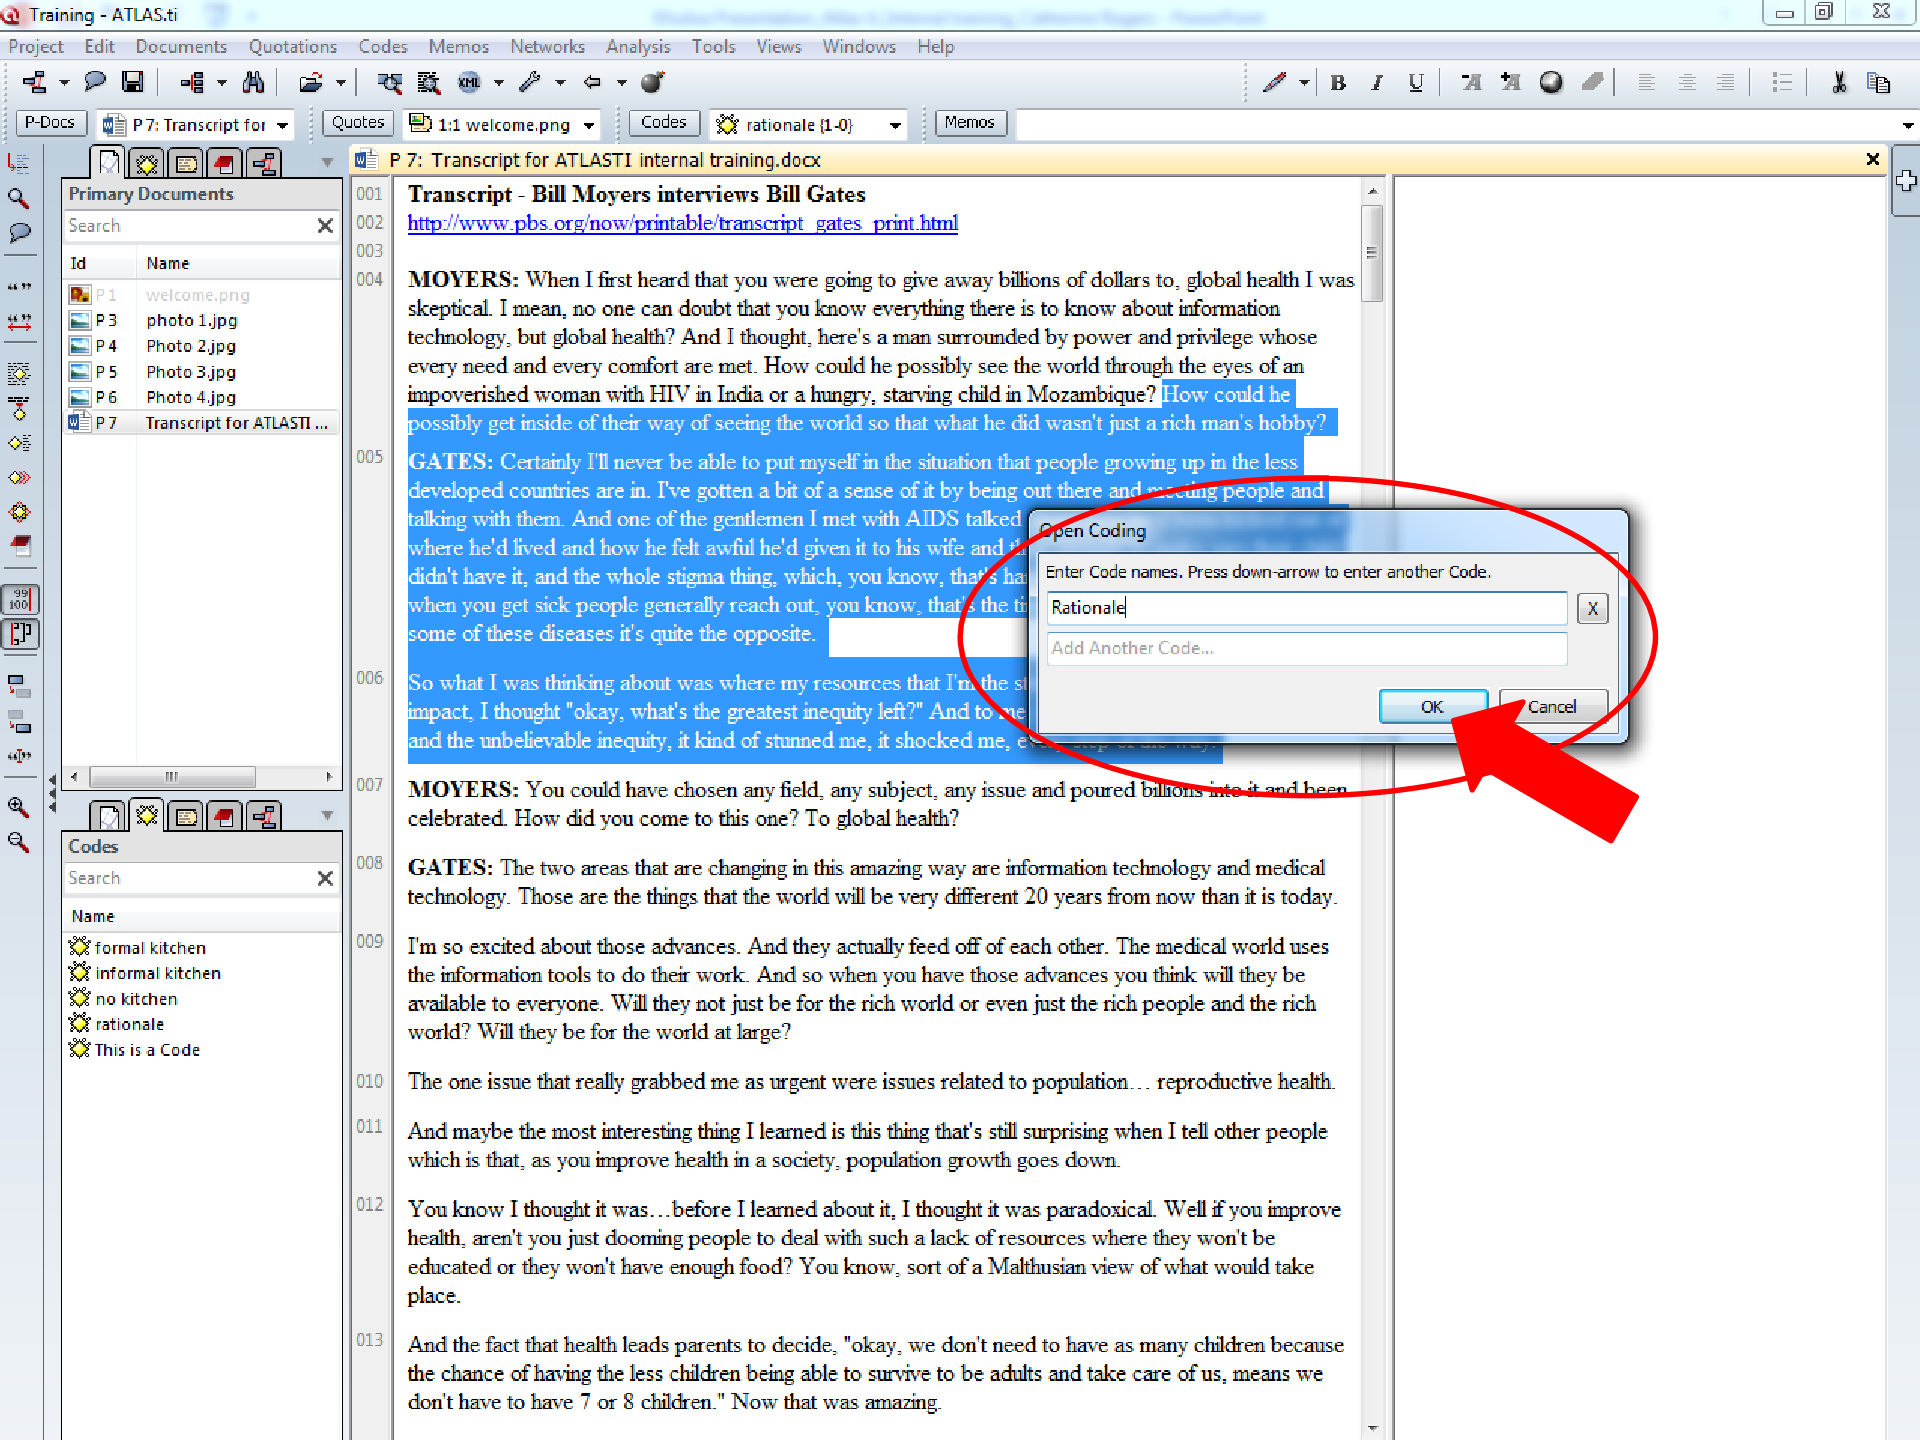 Training - ATLAS.ti
Project Edit Documents Quotations Codes Memos Networks Analysis Tools Views Windows Help
XML B I U A A
P-Docs P 7: Transcript for Quotes 1:1 welcome.png Codes rationale {1-0} Memos
P 7: Transcript for ATLASTI internal training.docx
Primary Documents
Search
Id Name
P 1 welcome.png
P 3 photo 1.jpg
P 4 Photo 2.jpg
P 5 Photo 3.jpg
P 6 Photo 4.jpg
P 7 Transcript for ATLASTI ...
99
100
Codes
Search
Name
formal kitchen
informal kitchen
no kitchen
rationale
This is a Code
001 Transcript - Bill Moyers interviews Bill Gates
002 http://www.pbs.org/now/printable/transcript_gates_print.html
003
004 MOYERS: When I first heard that you were going to give away billions of dollars to, global health I was
skeptical. I mean, no one can doubt that you know everything there is to know about information
technology, but global health? And I thought, here's a man surrounded by power and privilege whose
every need and every comfort are met. How could he possibly see the world through the eyes of an
impoverished woman with HIV in India or a hungry, starving child in Mozambique? How could he
possibly get inside of their way of seeing the world so that what he did wasn't just a rich man's hobby?
005 GATES: Certainly I'll never be able to put myself in the situation that people growing up in the less
developed countries are in. I've gotten a bit of a sense of it by being out there and meeting people and
talking with them. And one of the gentlemen I met with AIDS talked
where he'd lived and how he felt awful he'd given it to his wife and
didn't have it, and the whole stigma thing, which, you know, that's
when you get sick people generally reach out, you know, that's the
some of these diseases it's quite the opposite.
006 So what I was thinking about was where my resources that I'm the
impact, I thought "okay, what's the greatest inequity left?" And to me
and the unbelievable inequity, it kind of stunned me, it shocked me, every step of the way.
007 MOYERS: You could have chosen any field, any subject, any issue and poured billions into it and been
celebrated. How did you come to this one? To global health?
008 GATES: The two areas that are changing in this amazing way are information technology and medical
technology. Those are the things that the world will be very different 20 years from now than it is today.
009 I'm so excited about those advances. And they actually feed off of each other. The medical world uses
the information tools to do their work. And so when you have those advances you think will they be
available to everyone. Will they not just be for the rich world or even just the rich people and the rich
world? Will they be for the world at large?
010 The one issue that really grabbed me as urgent were issues related to population… reproductive health.
011 And maybe the most interesting thing I learned is this thing that's still surprising when I tell other people
which is that, as you improve health in a society, population growth goes down.
012 You know I thought it was…before I learned about it, I thought it was paradoxical. Well if you improve
health, aren't you just dooming people to deal with such a lack of resources where they won't be
educated or they won't have enough food? You know, sort of a Malthusian view of what would take
place.
013 And the fact that health leads parents to decide, "okay, we don't need to have as many children because
the chance of having the less children being able to survive to be adults and take care of us, means we
don't have to have 7 or 8 children." Now that was amazing.
Open Coding
Enter Code names. Press down-arrow to enter another Code.
Rationale
X
Add Another Code...
OK Cancel